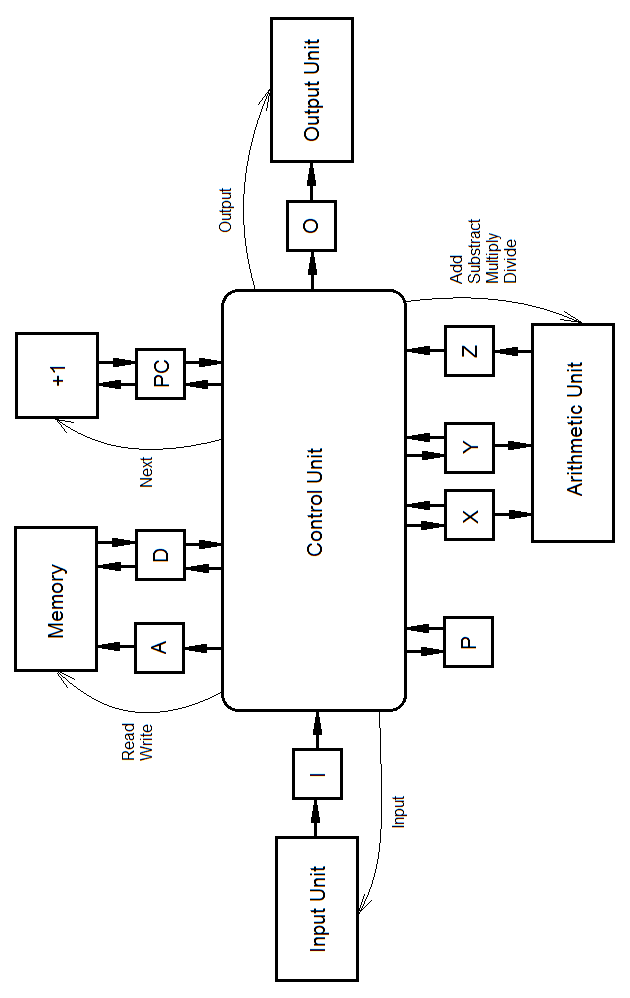 Read
Write
Next
Memory
+1
A
D
PC
Output
Input Unit
I
Control Unit
O
Output Unit
Input
P
X
Y
Z
Add
Substract
Multiply
Divide
Arithmetic Unit